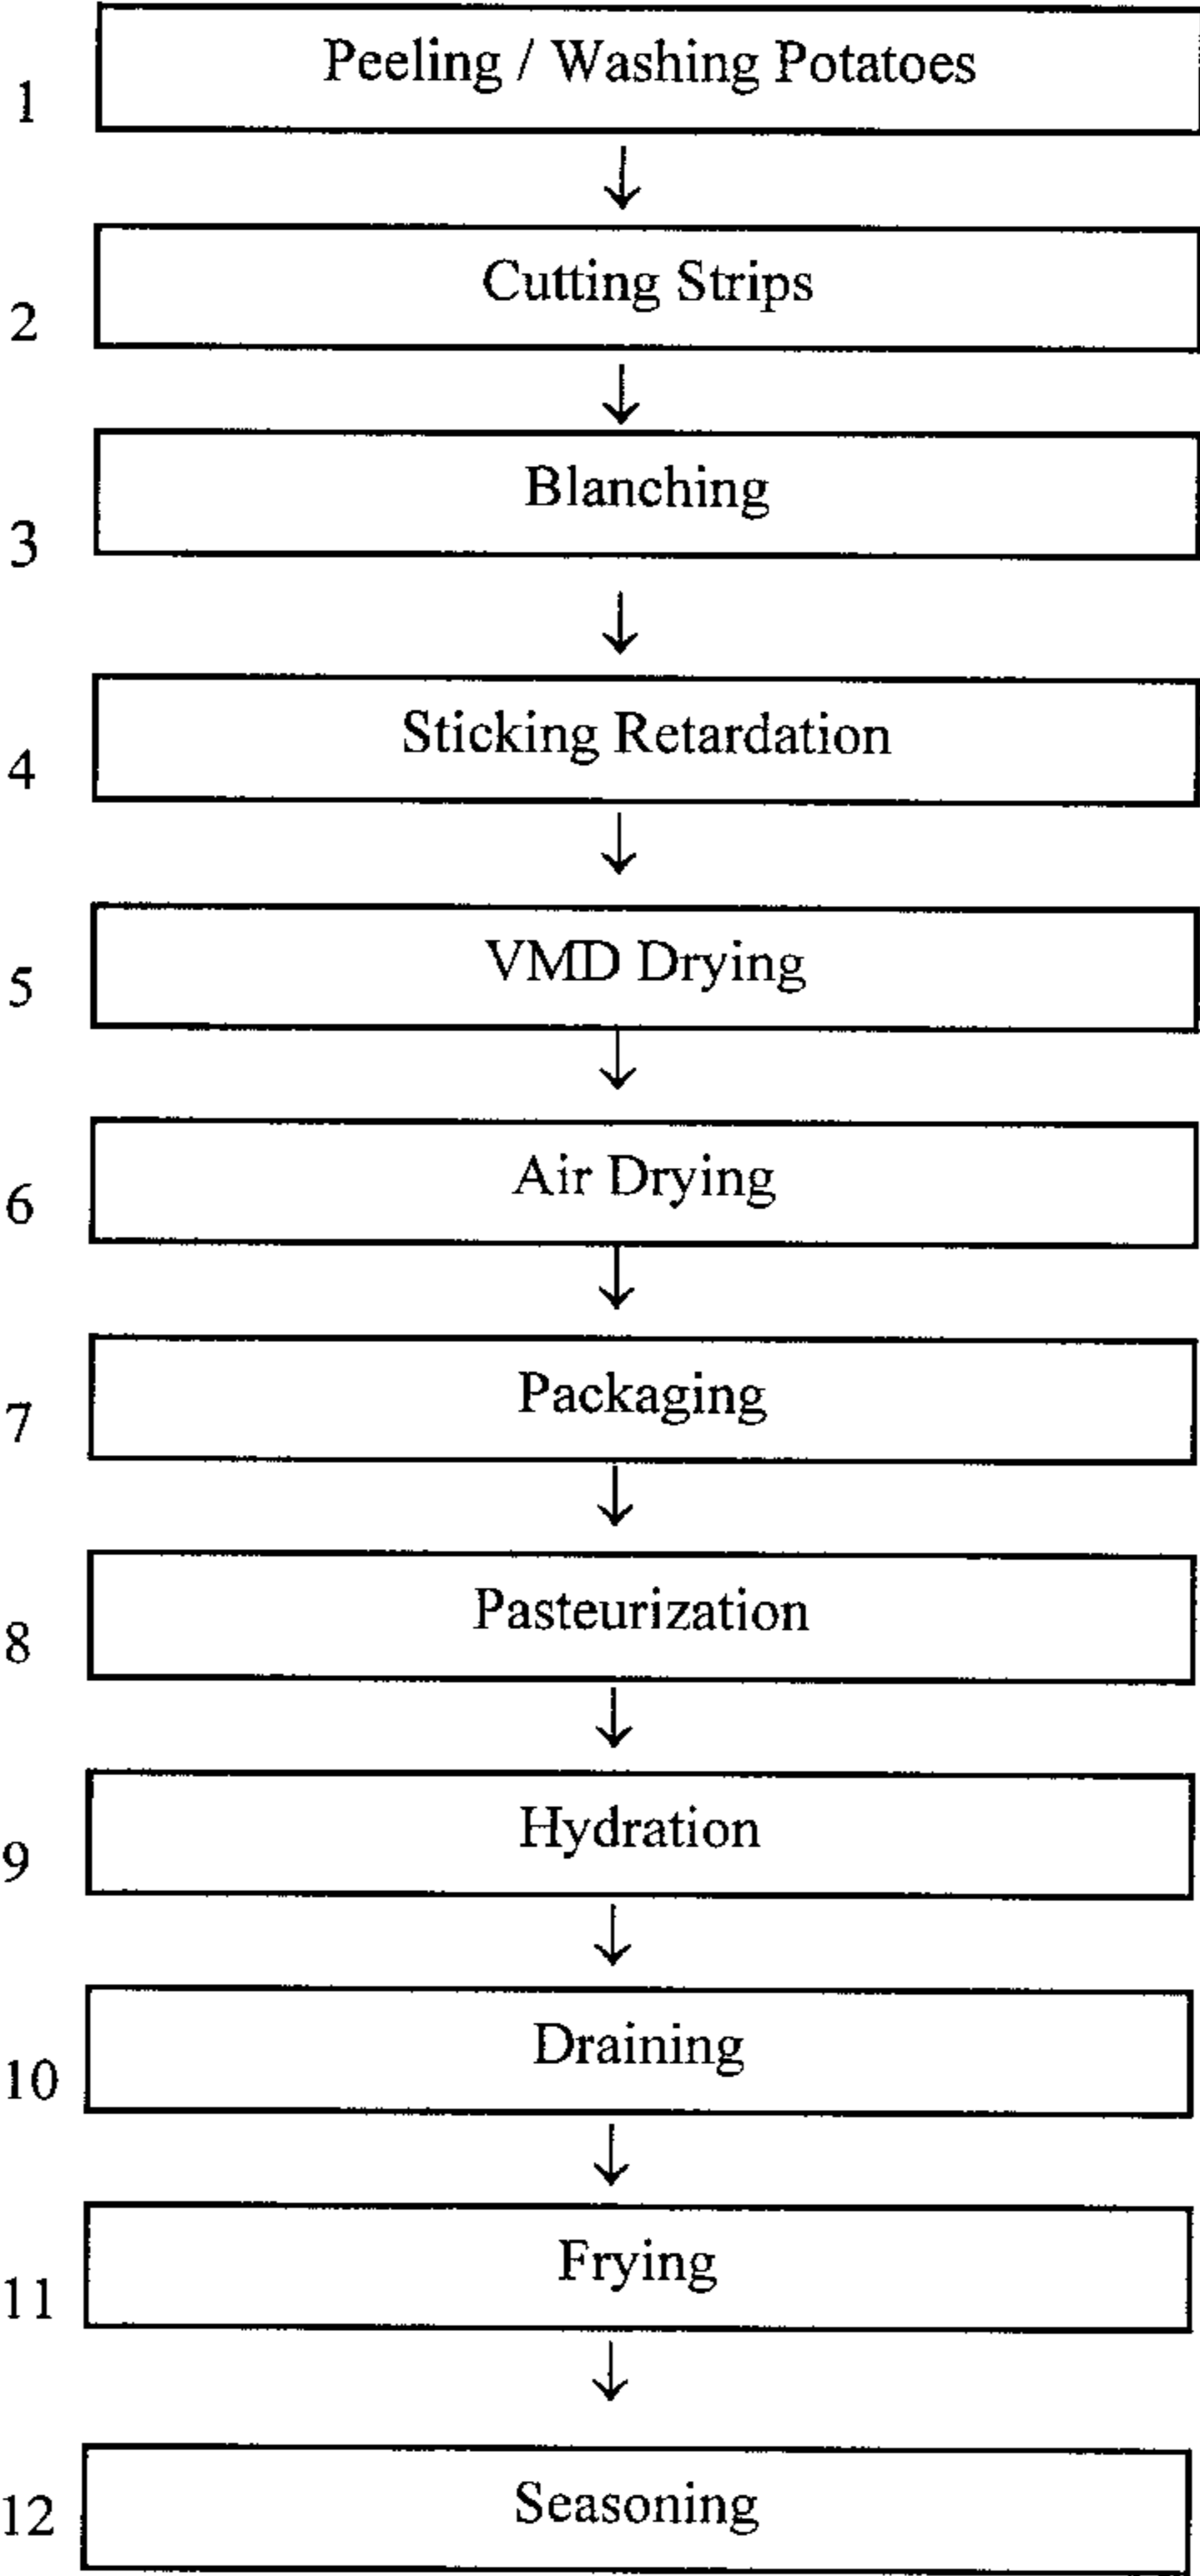 Peeling / Washing Potatoes
1
Cutting Strips
2
Blanching
3
Sticking Retardation
4
VMD Drying
5
Air Drying
6
Packaging
7
Pasteurization
8
Hydration
9
Draining
10
Frying
11
Seasoning
12